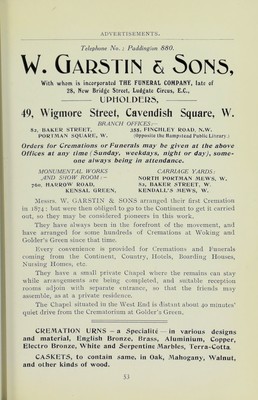 ADVERTISEMENTS.
Telephone No.: Paddington 680.
W. GARSTIN & SONS,
With whom is incorporated THE FUNERAL COMPANY, late of
28, New Bridge Street, Ludgate Circus, E.C.,
UPHOLDERS,
49, Wigmore Street, Cavendish Square, W.
BRANCH OFFICES:—
82, BAKER STREET,
PORTMAN SQUARE, W.
388, FINCHLEY ROAD, N.W.
(Opposite the Hampstead Public Library)
Orders for Cremations or Funerals may be given at the above
Offices at any time (Sunday, weekdays, night or day), some-
one always being in attendance.
MONUMENTAL WORKS
AND SHOW ROOM:—
760, HARROW ROAD,
KENSAL GREEN,
CARRIAGE YARDS:
NORTH PORTMAN MEWS, W.
82, BAKER STREET, W.
KENDALL'S MEWS, W.
Messrs. W. GARSTIN & SONS arranged their first Cremation
in 1874; but were then obliged to go to the Continent to get it carried
out, so they may be considered pioneers in this work.
They have always been in the forefront of the movement, and
have arranged for some hundreds of Cremations at Woking and
Golder's Green since that time.
Every convenience is provided for Cremations and Funerals
coming from the Continent, Country, Hotels, Boarding Houses,
Nursing Homes, etc.
They have a small private Chapel where the remains can stay
while arrangements are being completed, and suitable reception
rooms adjoin with separate entrance, so that the friends may
assemble, as at a private residence.
The Chapel situated in the West End is distant about 40 minutes'
quiet drive from the Crematorium at Golder's Green.
CREMATION URNS — a Specialité — in various designs
and material, English Bronze, Brass, Aluminium, Copper,
Electro Bronze, White and Serpentine Marbles, Terra-Cotta.
CASKETS, to contain same, in Oak, Mahogany, Walnut,
and other kinds of wood.
53